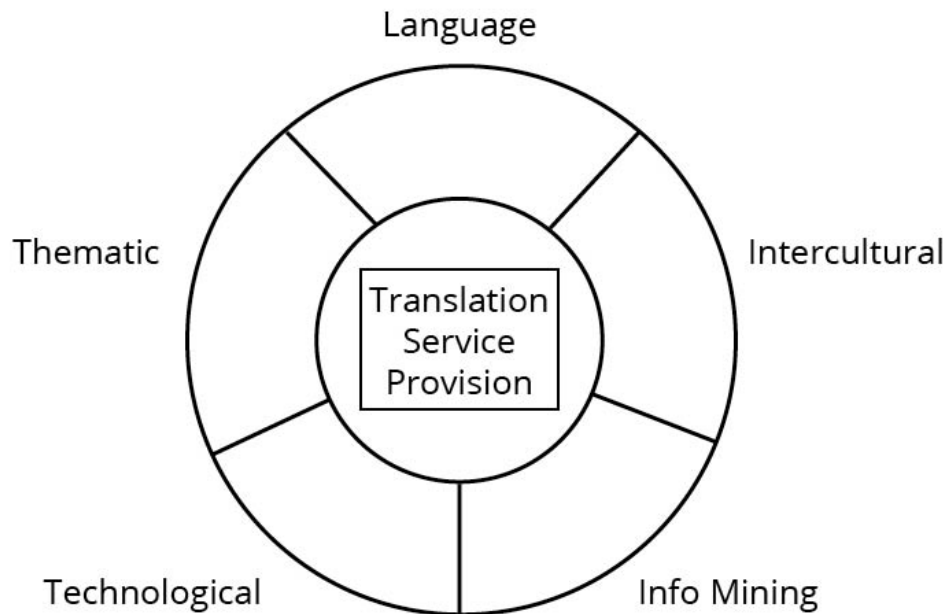 Language
Thematic
Intercultural
Translation
Service
Provision
Technological
Info Mining